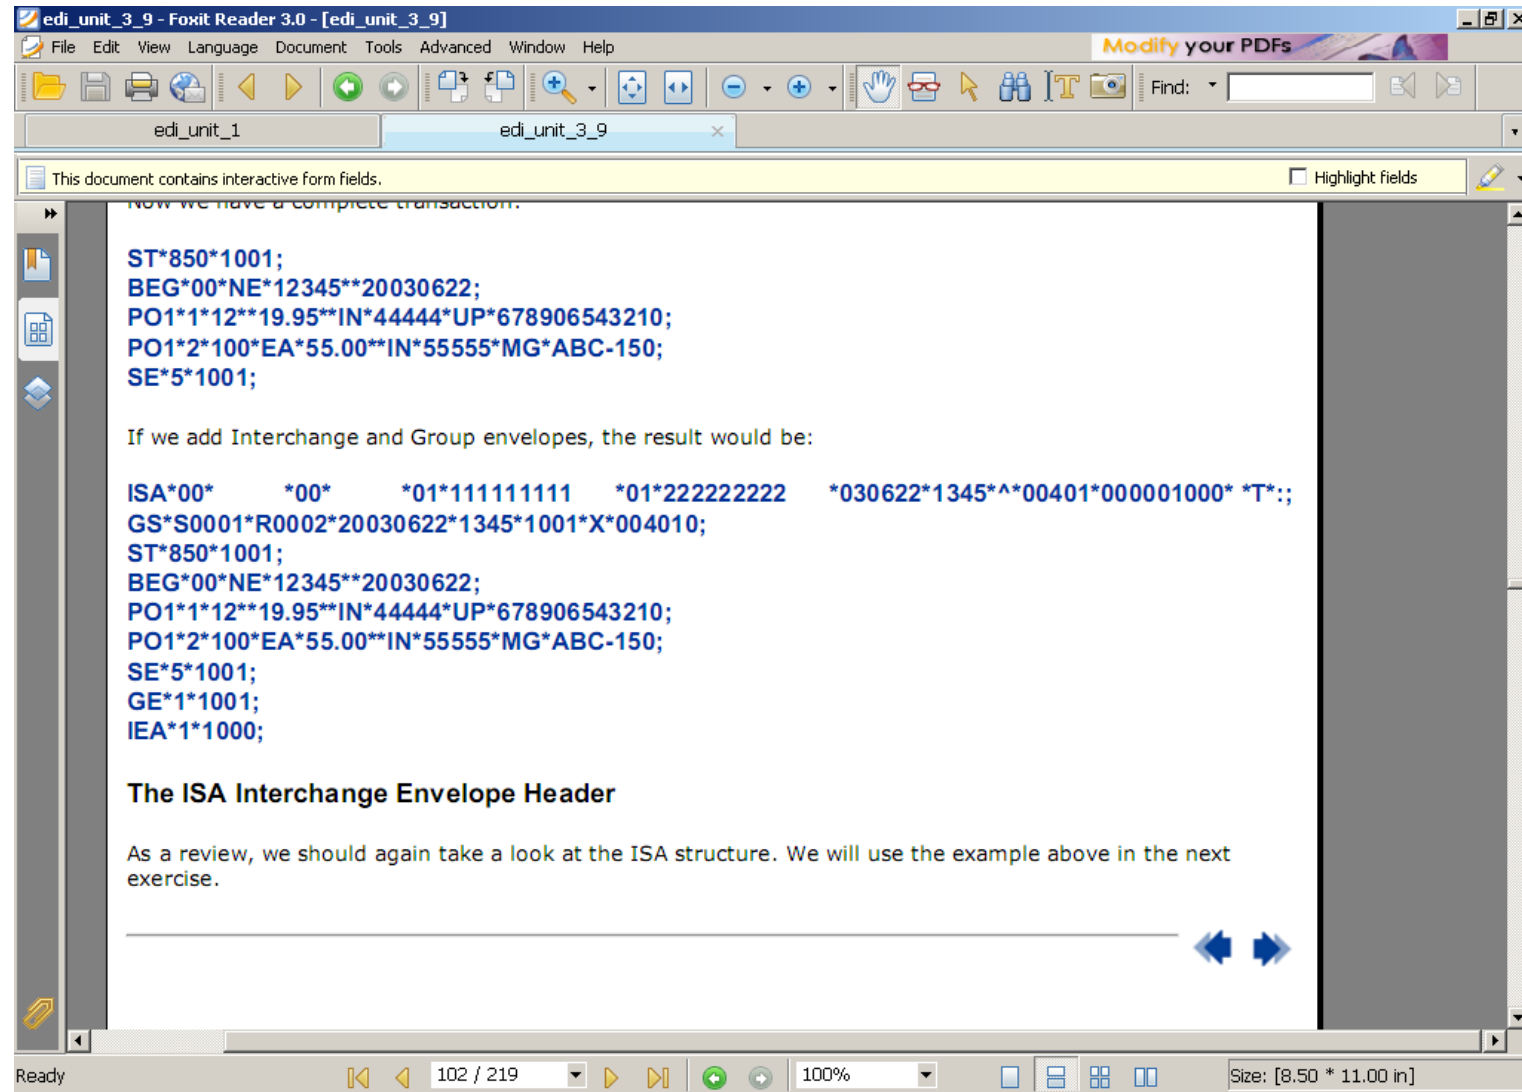 edi_unit_3_9 - Foxit Reader 3.0 - [edi_unit_3_9]
File Edit View Language Document Tools Advanced Window Help
Modify your PDFs
Find:
edi_unit_1 edi_unit_3_9
This document contains interactive form fields. Highlight fields
Now we have a complete transaction:
ST*850*1001;
BEG*00*NE*12345**20030622;
PO1*1*12**19.95**IN*44444*UP*678906543210;
PO1*2*100*EA*55.00**IN*55555*MG*ABC-150;
SE*5*1001;
If we add Interchange and Group envelopes, the result would be:
ISA*00*          *00*          *01*111111111      *01*222222222      *030622*1345*^*00401*000001000* *T*:;
GS*S0001*R0002*20030622*1345*1001*X*004010;
ST*850*1001;
BEG*00*NE*12345**20030622;
PO1*1*12**19.95**IN*44444*UP*678906543210;
PO1*2*100*EA*55.00**IN*55555*MG*ABC-150;
SE*5*1001;
GE*1*1001;
IEA*1*1000;
The ISA Interchange Envelope Header
As a review, we should again take a look at the ISA structure. We will use the example above in the next
exercise.
Ready 102 / 219 100% Size: [8.50 * 11.00 in]